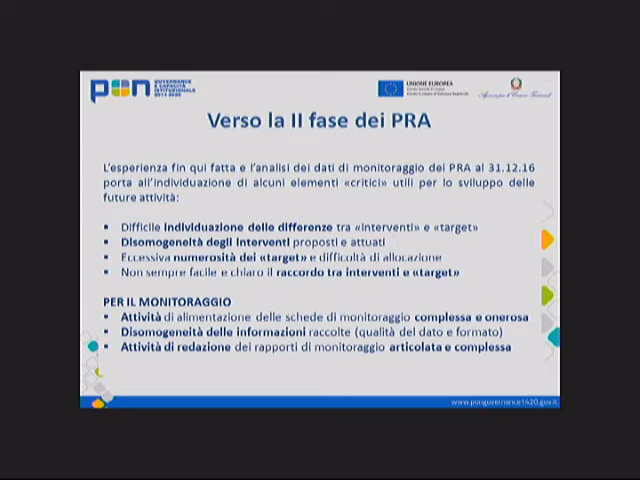 pon GOVERNANCE
E CAPACITÀ
ISTITUZIONALE
2014-2020
UNIONE EUROPEA
Verso la II fase dei PRA
L'esperienza fin qui fatta e l'analisi dei dati di monitoraggio dei PRA al 31.12.16
porta all'individuazione di alcuni elementi «critici» utili per lo sviluppo delle
future attività:
▪ Difficile individuazione delle differenze tra «interventi» e «target»
▪ Disomogeneità degli interventi proposti e attuati
▪ Eccessiva numerosità dei «target» e difficoltà di allocazione
▪ Non sempre facile e chiaro il raccordo tra interventi e «target»
PER IL MONITORAGGIO
▪ Attività di alimentazione delle schede di monitoraggio complessa e onerosa
▪ Disomogeneità delle informazioni raccolte (qualità del dato e formato)
▪ Attività di redazione dei rapporti di monitoraggio articolata e complessa
www.pongovernance1420.gov.it